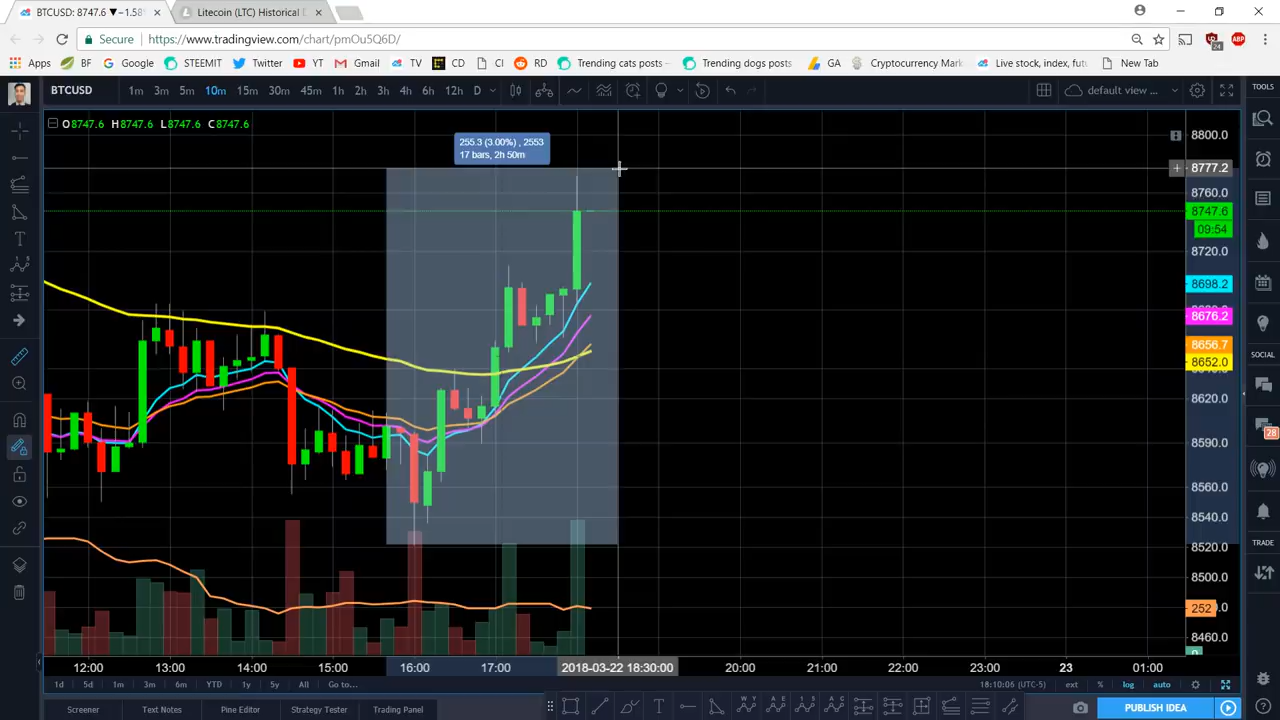 BTCUSD: 8747.6 ▼−1.58%
Litecoin (LTC) Historical
Secure
https://www.tradingview.com/chart/pmOu5Q6D/
Apps BF Google STEEMIT Twitter YT Gmail TV CD CI RD Trending cats posts Trending dogs posts GA Cryptocurrency Mark Live stock, index, futu New Tab
24 ABP
BTCUSD 1m 3m 5m 10m 15m 30m 45m 1h 2h 3h 4h 6h 12h D default view ...
TOOLS
O8747.6 H8747.6 L8747.6 C8747.6
255.3 (3.00%) , 2553
17 bars, 2h 50m
8800.0
8777.2
8760.0
8747.6
09:54
8720.0
8698.2
8676.2
8656.7
8652.0
8620.0
8590.0
8560.0
8540.0
8520.0
8500.0
252
8460.0
0
SOCIAL
28
TRADE
12:00 13:00 14:00 15:00 16:00 17:00 2018-03-22 18:30:00 20:00 21:00 22:00 23:00 23 01:00
1d 5d 1m 3m 6m YTD 1y 5y All Go to... 18:10:06 (UTC-5) ext % log auto
Screener Text Notes Pine Editor Strategy Tester Trading Panel PUBLISH IDEA